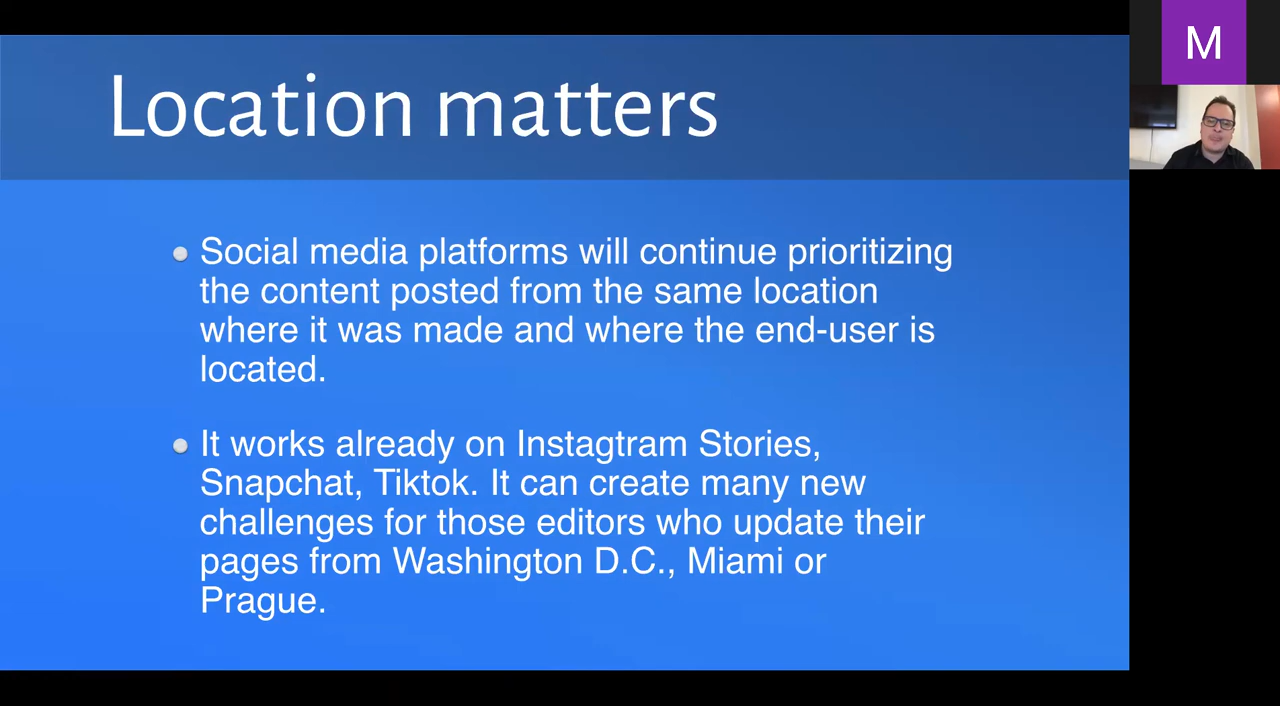 Location matters
Social media platforms will continue prioritizing
the content posted from the same location
where it was made and where the end-user is
located.
It works already on Instagtram Stories,
Snapchat, Tiktok. It can create many new
challenges for those editors who update their
pages from Washington D.C., Miami or
Prague.
M